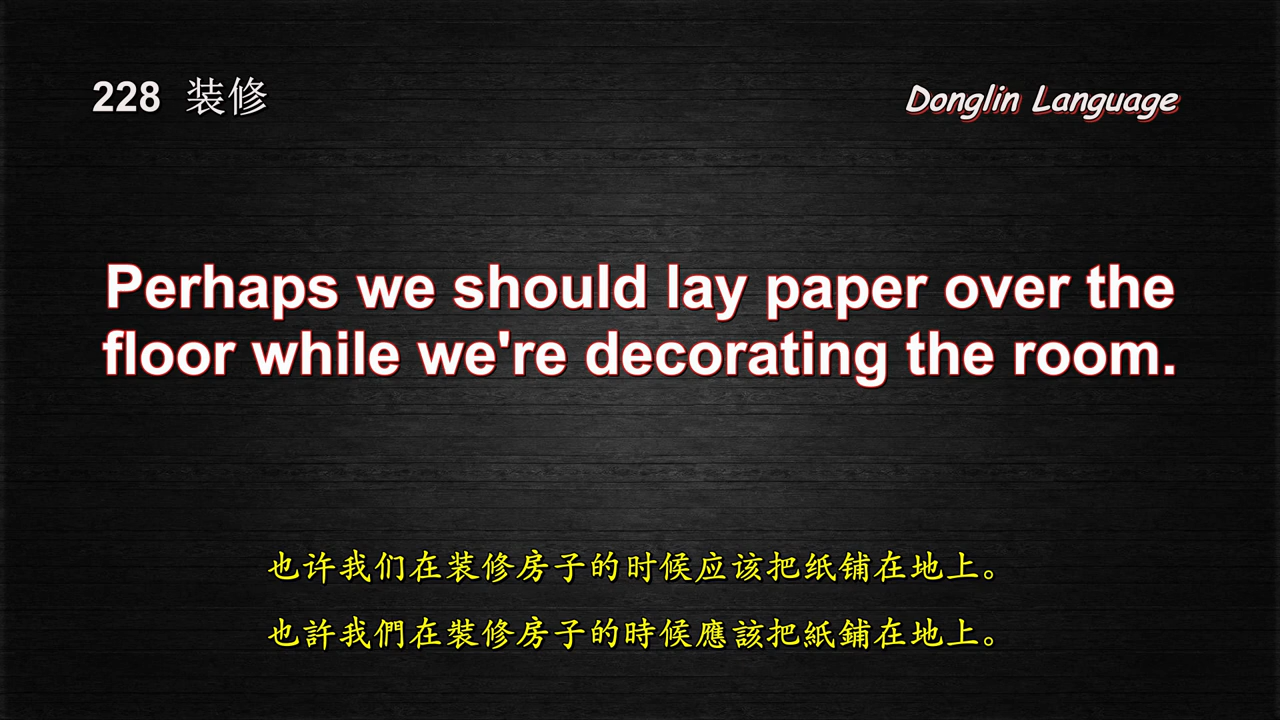 228 装修
Donglin Language
Perhaps we should lay paper over the
floor while we're decorating the room.
也许我们在装修房子的时候应该把纸铺在地上。
也許我們在裝修房子的時候應該把紙鋪在地上。